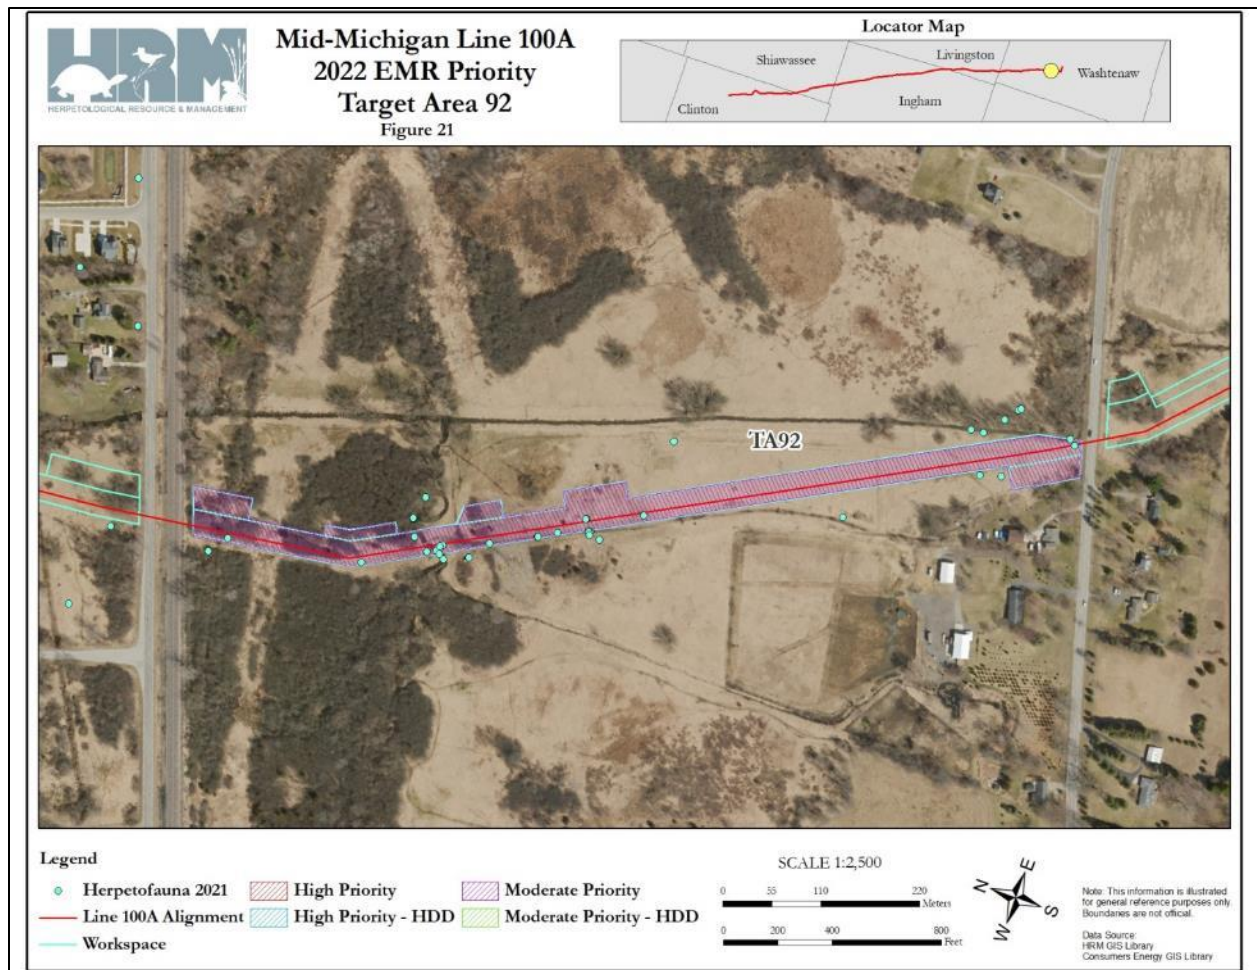 HRM
HERPETOLOGICAL RESOURCE & MANAGEMENT
Mid-Michigan Line 100A
2022 EMR Priority
Target Area 92
Figure 21
Locator Map
Shiawassee
Livingston
Washtenaw
Clinton
Ingham
TA92
Legend
Herpetofauna 2021
High Priority
Moderate Priority
Line 100A Alignment
High Priority - HDD
Moderate Priority - HDD
Workspace
SCALE 1:2,500
0 55 110 220
Meters
0 200 400 800
Feet
N
E
S
W
Note: This information is illustrated
for general reference purposes only.
Boundaries are not official.
Data Source:
HRM GIS Library
Consumers Energy GIS Library